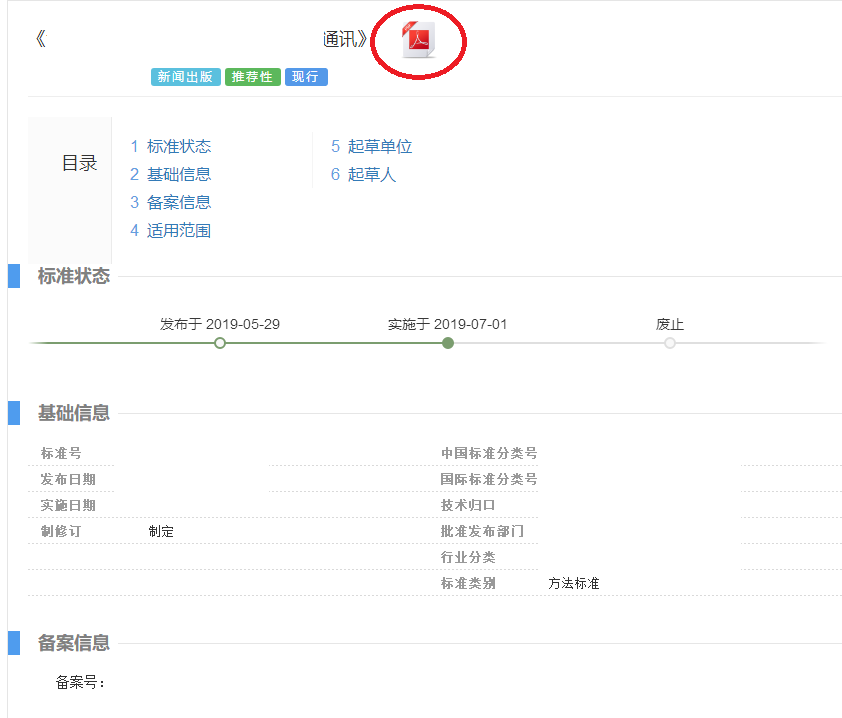 《 通讯》
新闻出版 推荐性 现行
目录
1 标准状态
2 基础信息
3 备案信息
4 适用范围
5 起草单位
6 起草人
标准状态
发布于 2019-05-29 实施于 2019-07-01 废止
基础信息
标准号 中国标准分类号
发布日期 国际标准分类号
实施日期 技术归口
制修订 制定 批准发布部门
行业分类
标准类别 方法标准
备案信息
备案号：